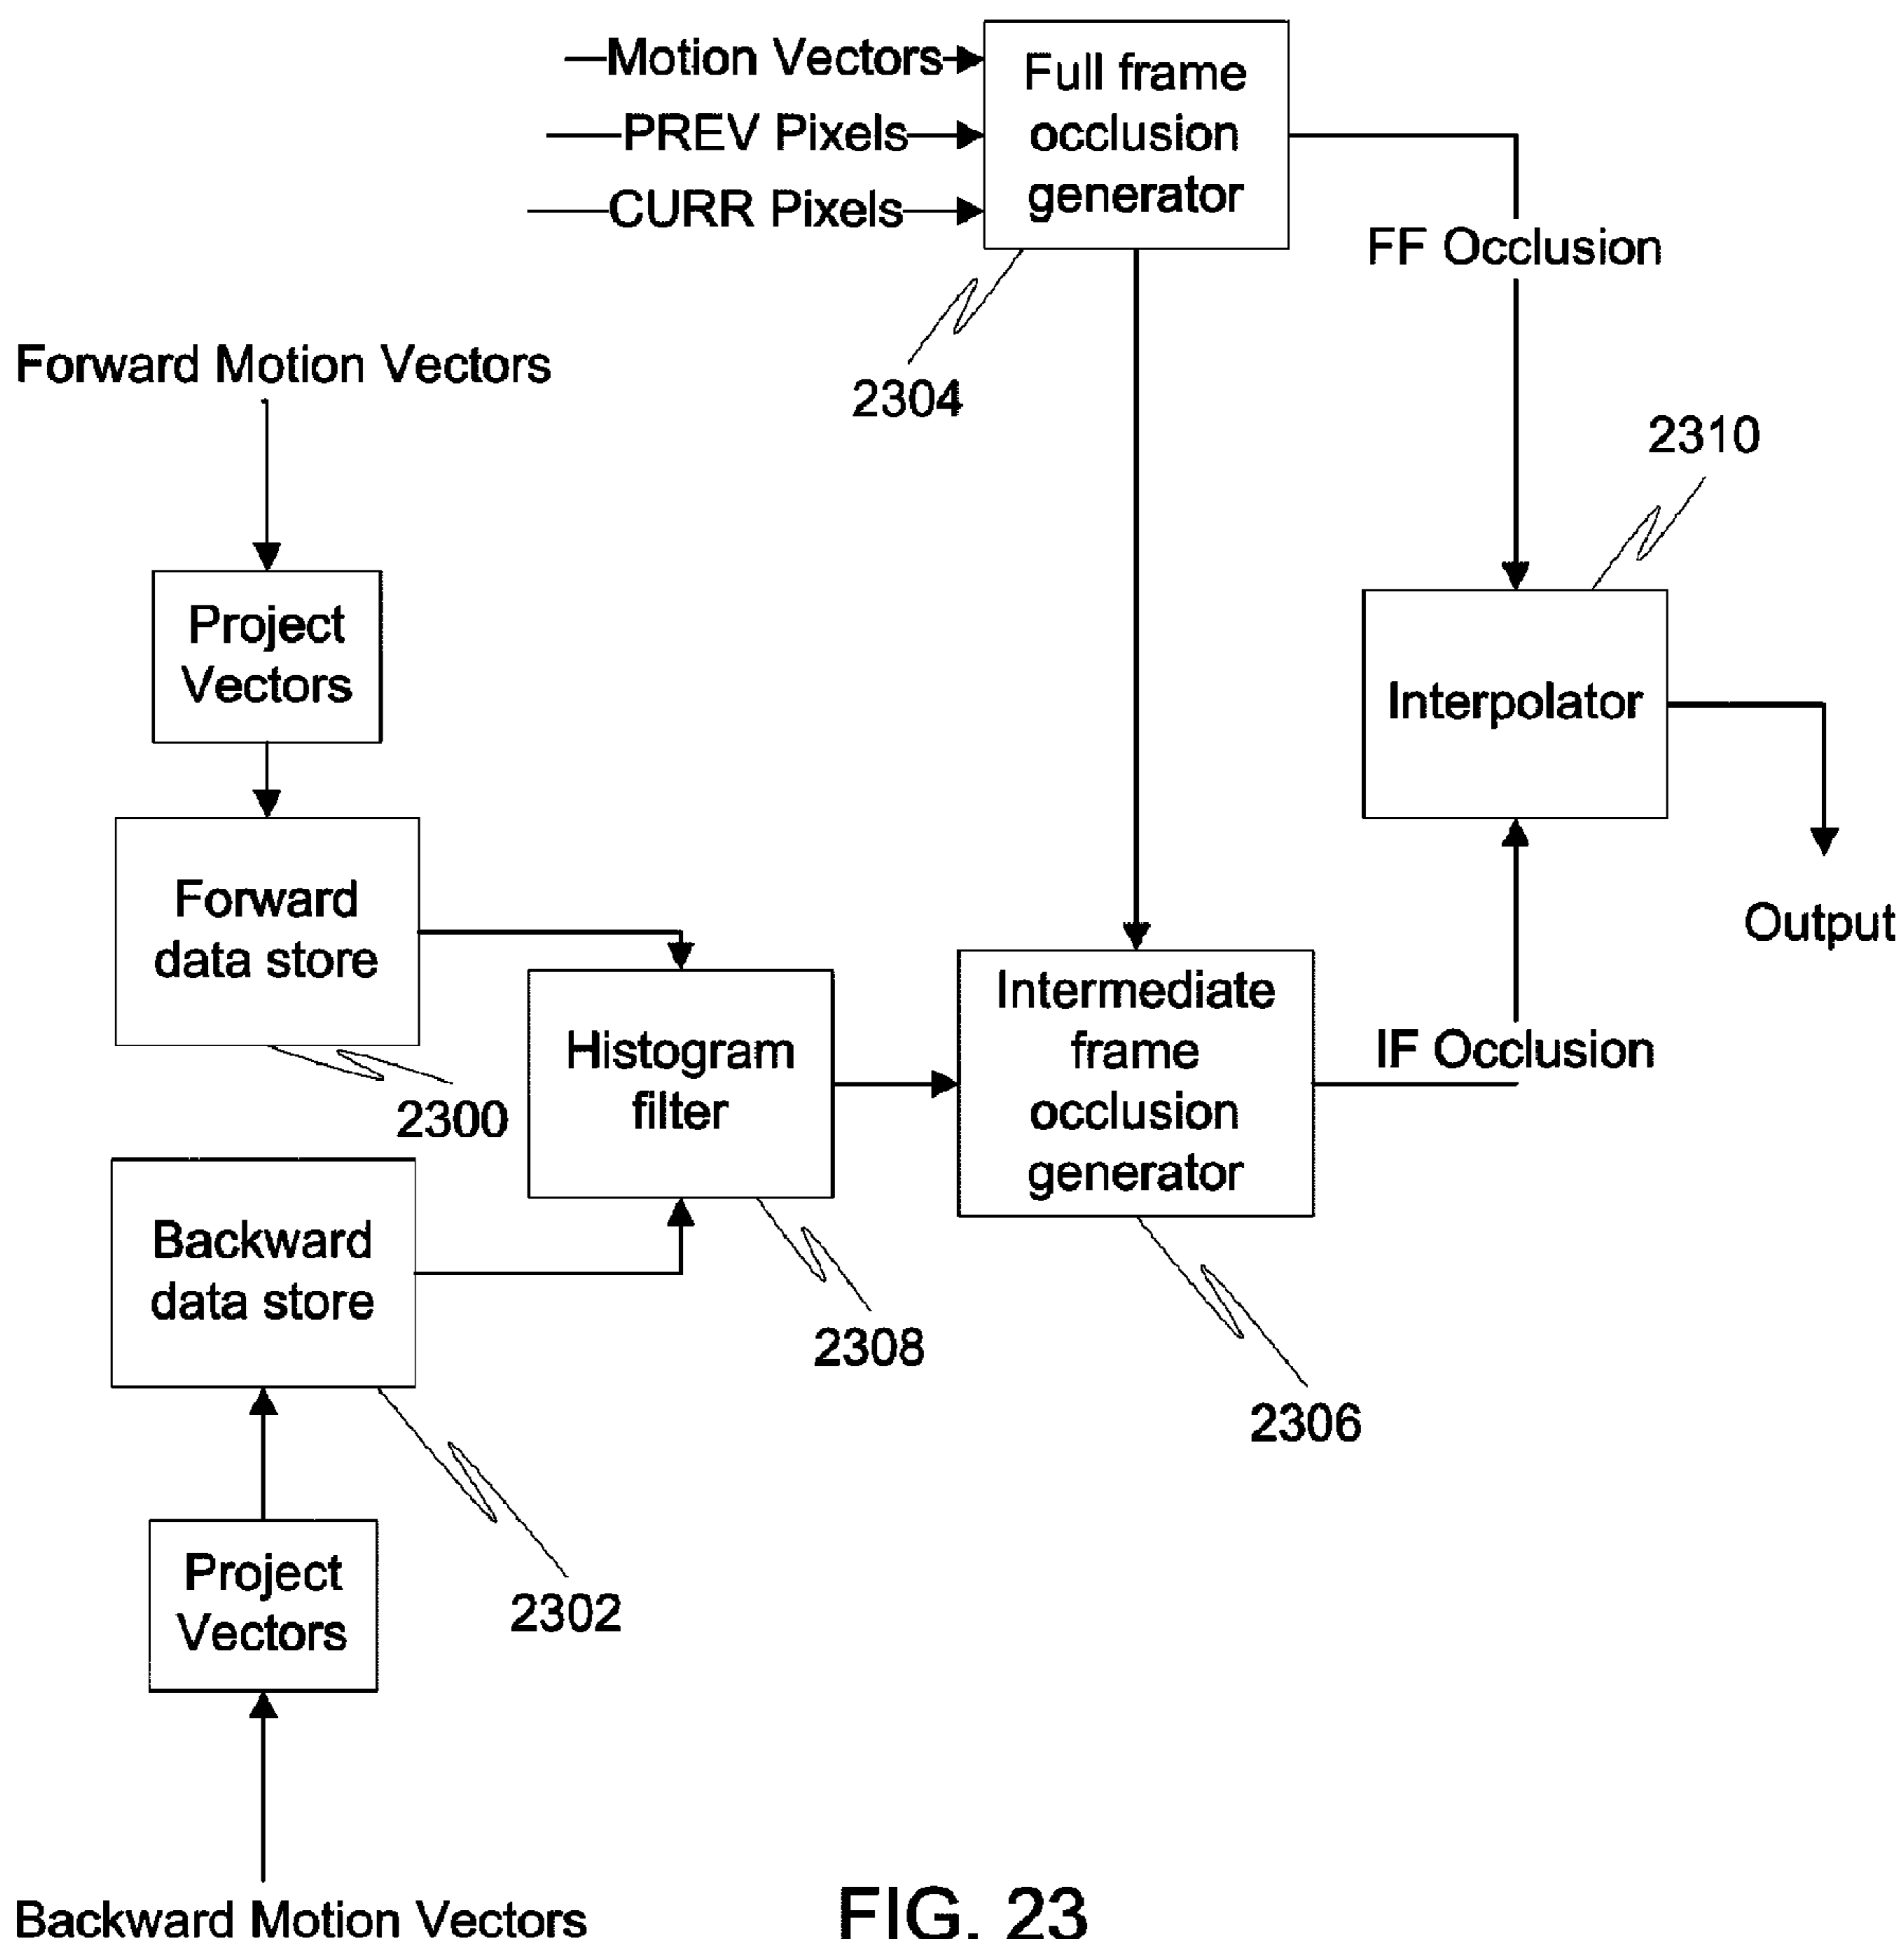 Motion Vectors
PREV Pixels
CURR Pixels
Full frame
occlusion
generator
FF Occlusion
2304
Forward Motion Vectors
2310
Project
Vectors
Interpolator
Forward
data store
Output
Histogram
filter
Intermediate
frame
occlusion
generator
IF Occlusion
2300
Backward
data store
2308
2306
2302
Project
Vectors
Backward Motion Vectors
FIG. 23